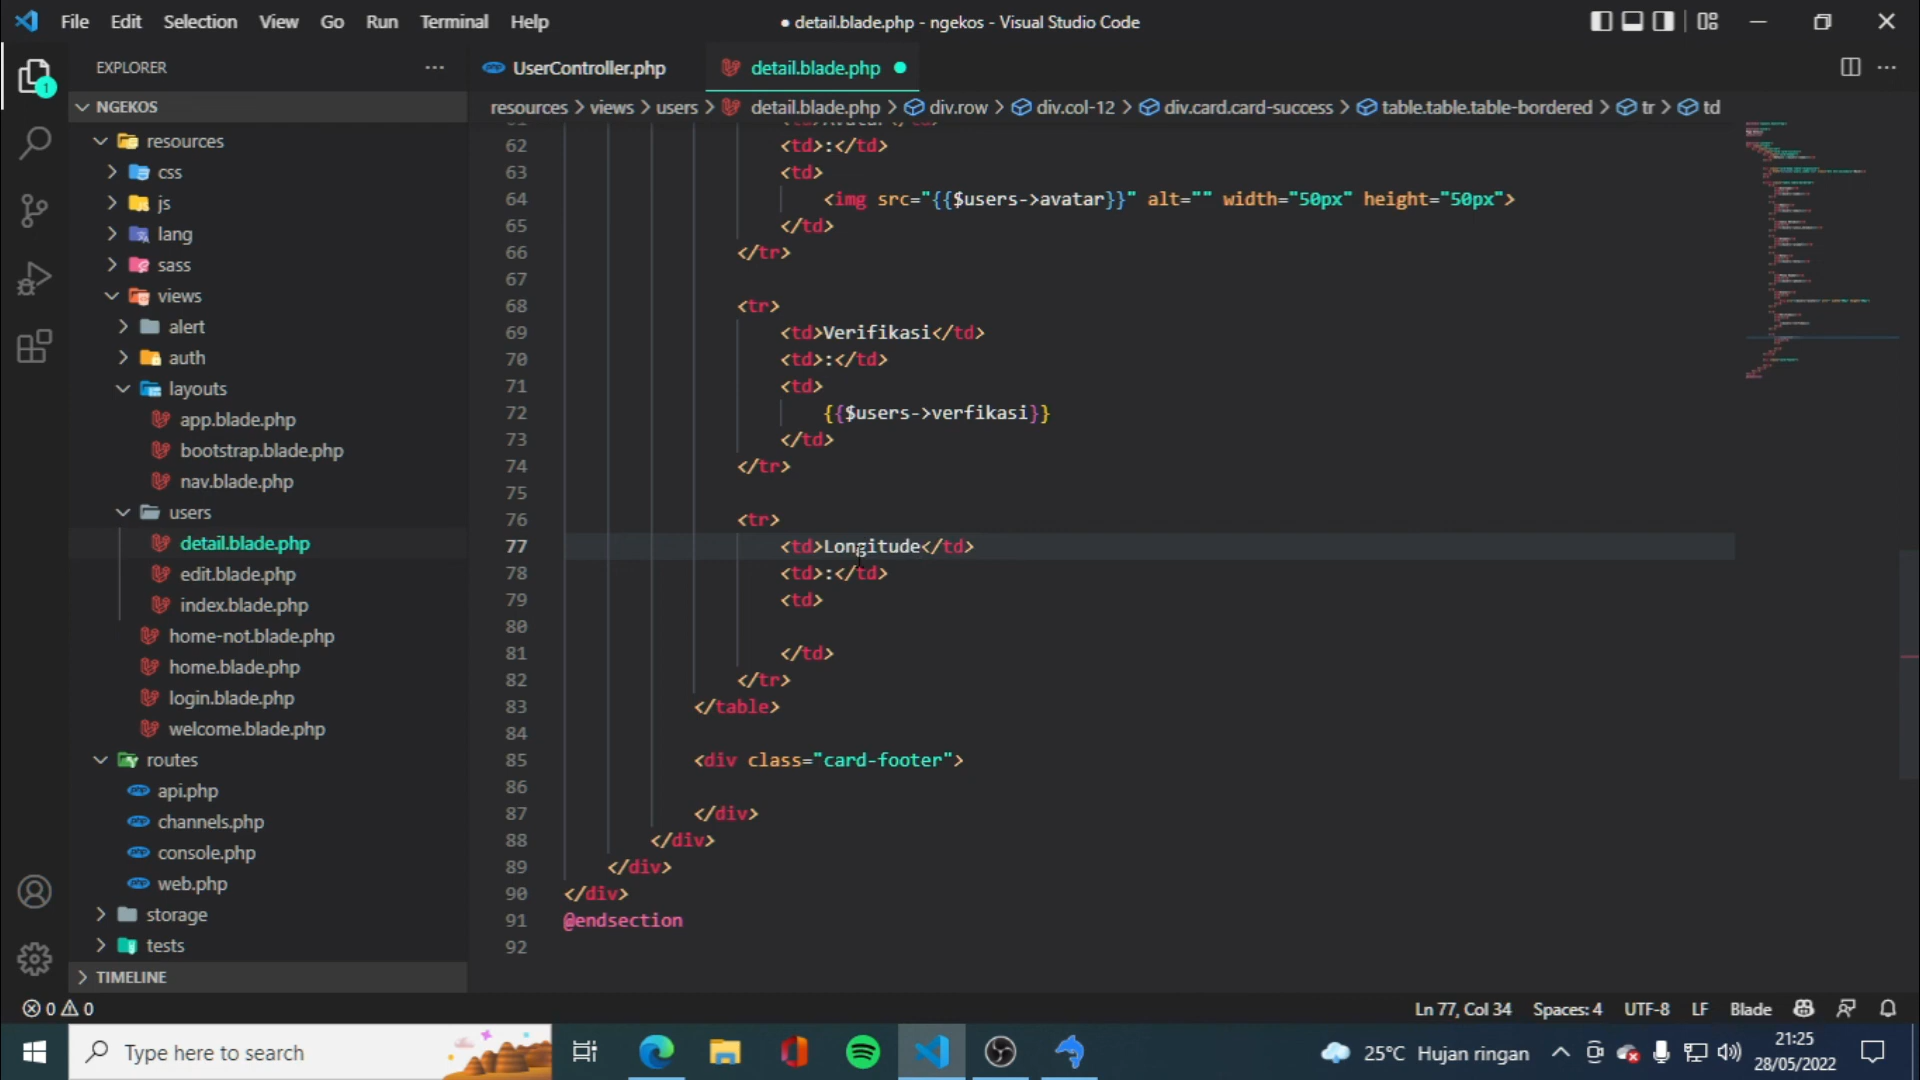 File Edit Selection View Go Run Terminal Help
● detail.blade.php - ngekos - Visual Studio Code
EXPLORER
UserController.php
detail.blade.php
resources > views > users > detail.blade.php > div.row > div.col-12 > div.card.card-success > table.table.table-bordered > tr > td
1
NGEKOS
resources
css
js
lang
sass
views
alert
auth
layouts
app.blade.php
bootstrap.blade.php
nav.blade.php
users
detail.blade.php
edit.blade.php
index.blade.php
home-not.blade.php
home.blade.php
login.blade.php
welcome.blade.php
routes
api.php
channels.php
console.php
web.php
storage
tests
TIMELINE
62 <td>:</td>
63 <td>
64 <img src="{{$users->avatar}}" alt="" width="50px" height="50px">
65 </td>
66 </tr>
67
68 <tr>
69 <td>Verifikasi</td>
70 <td>:</td>
71 <td>
72 {{$users->verfikasi}}
73 </td>
74 </tr>
75
76 <tr>
77 <td>Longitude</td>
78 <td>:</td>
79 <td>
80
81 </td>
82 </tr>
83 </table>
84
85 <div class="card-footer">
86
87 </div>
88 </div>
89 </div>
90 </div>
91 @endsection
92
0 0
Ln 77, Col 34 Spaces: 4 UTF-8 LF Blade
Type here to search
25°C Hujan ringan
21:25
28/05/2022